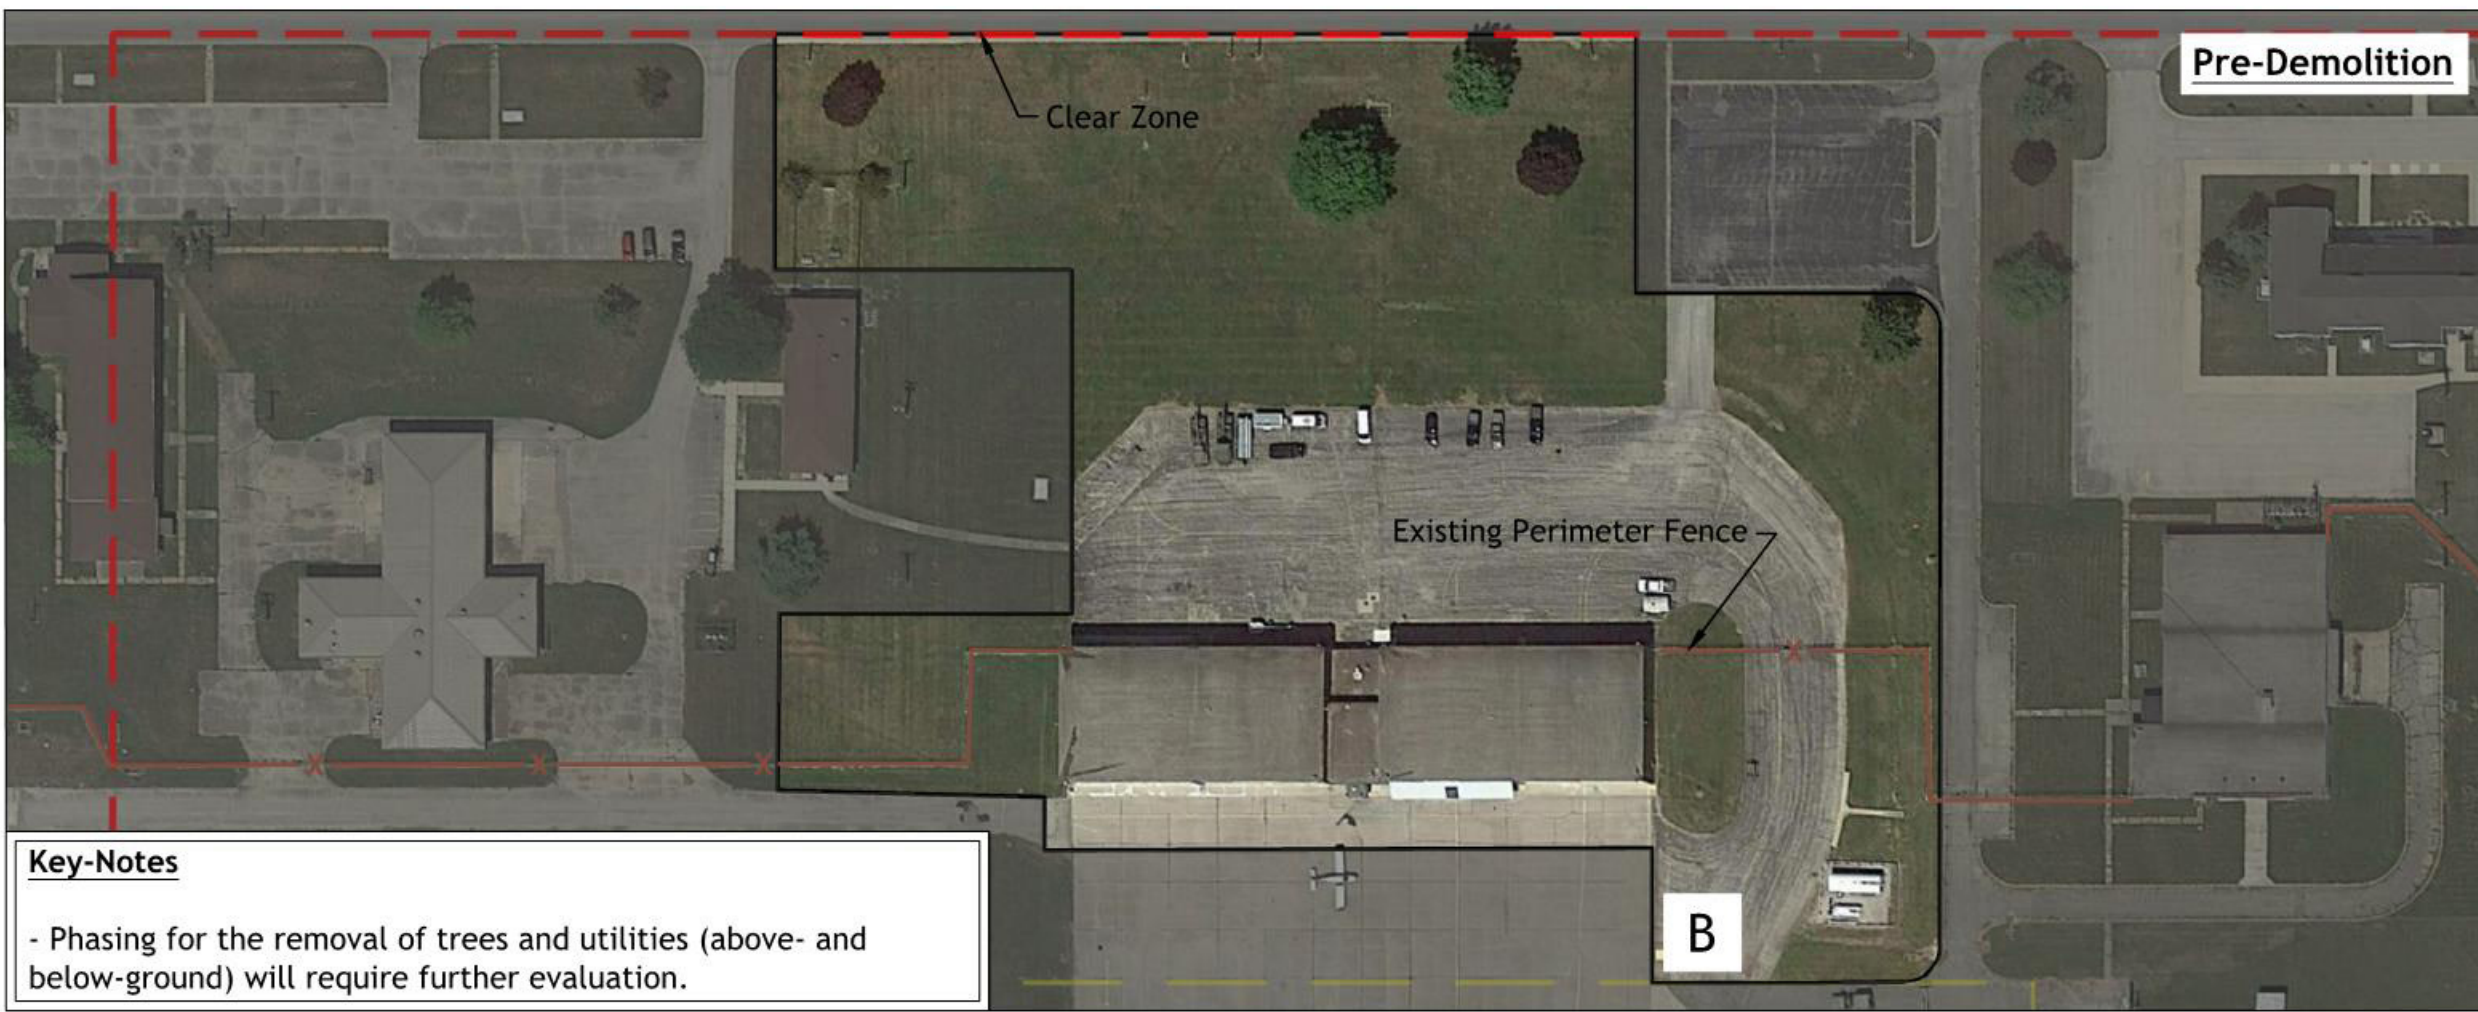 Pre-Demolition
Clear Zone
Existing Perimeter Fence
X
X
X
X
B
Key-Notes
- Phasing for the removal of trees and utilities (above- and
below-ground) will require further evaluation.